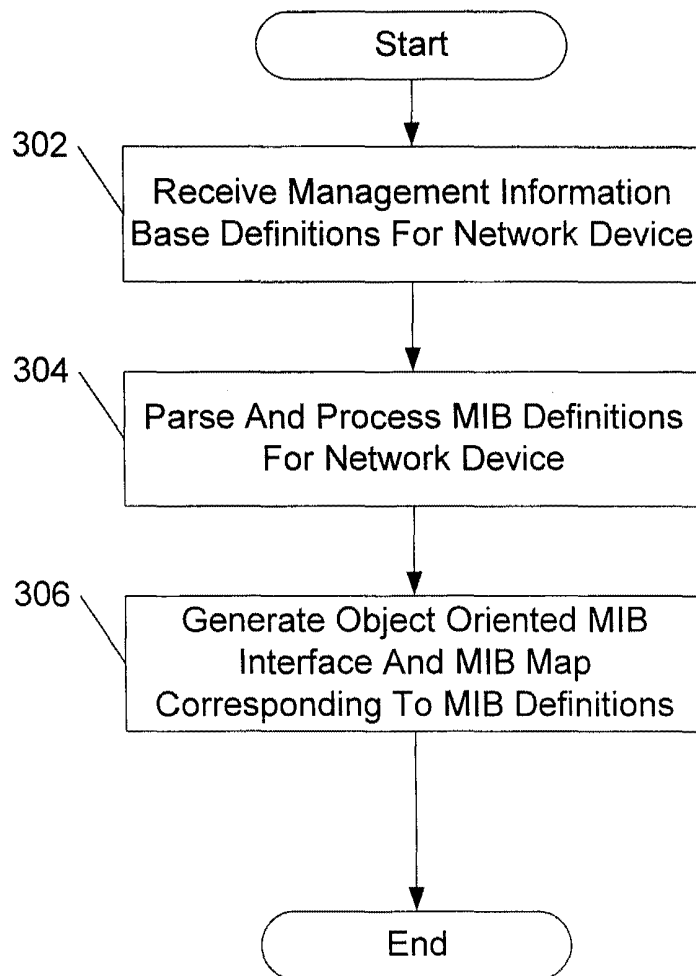 Start
302
Receive Management Information
Base Definitions For Network Device
304
Parse And Process MIB Definitions
For Network Device
306
Generate Object Oriented MIB
Interface And MIB Map
Corresponding To MIB Definitions
End